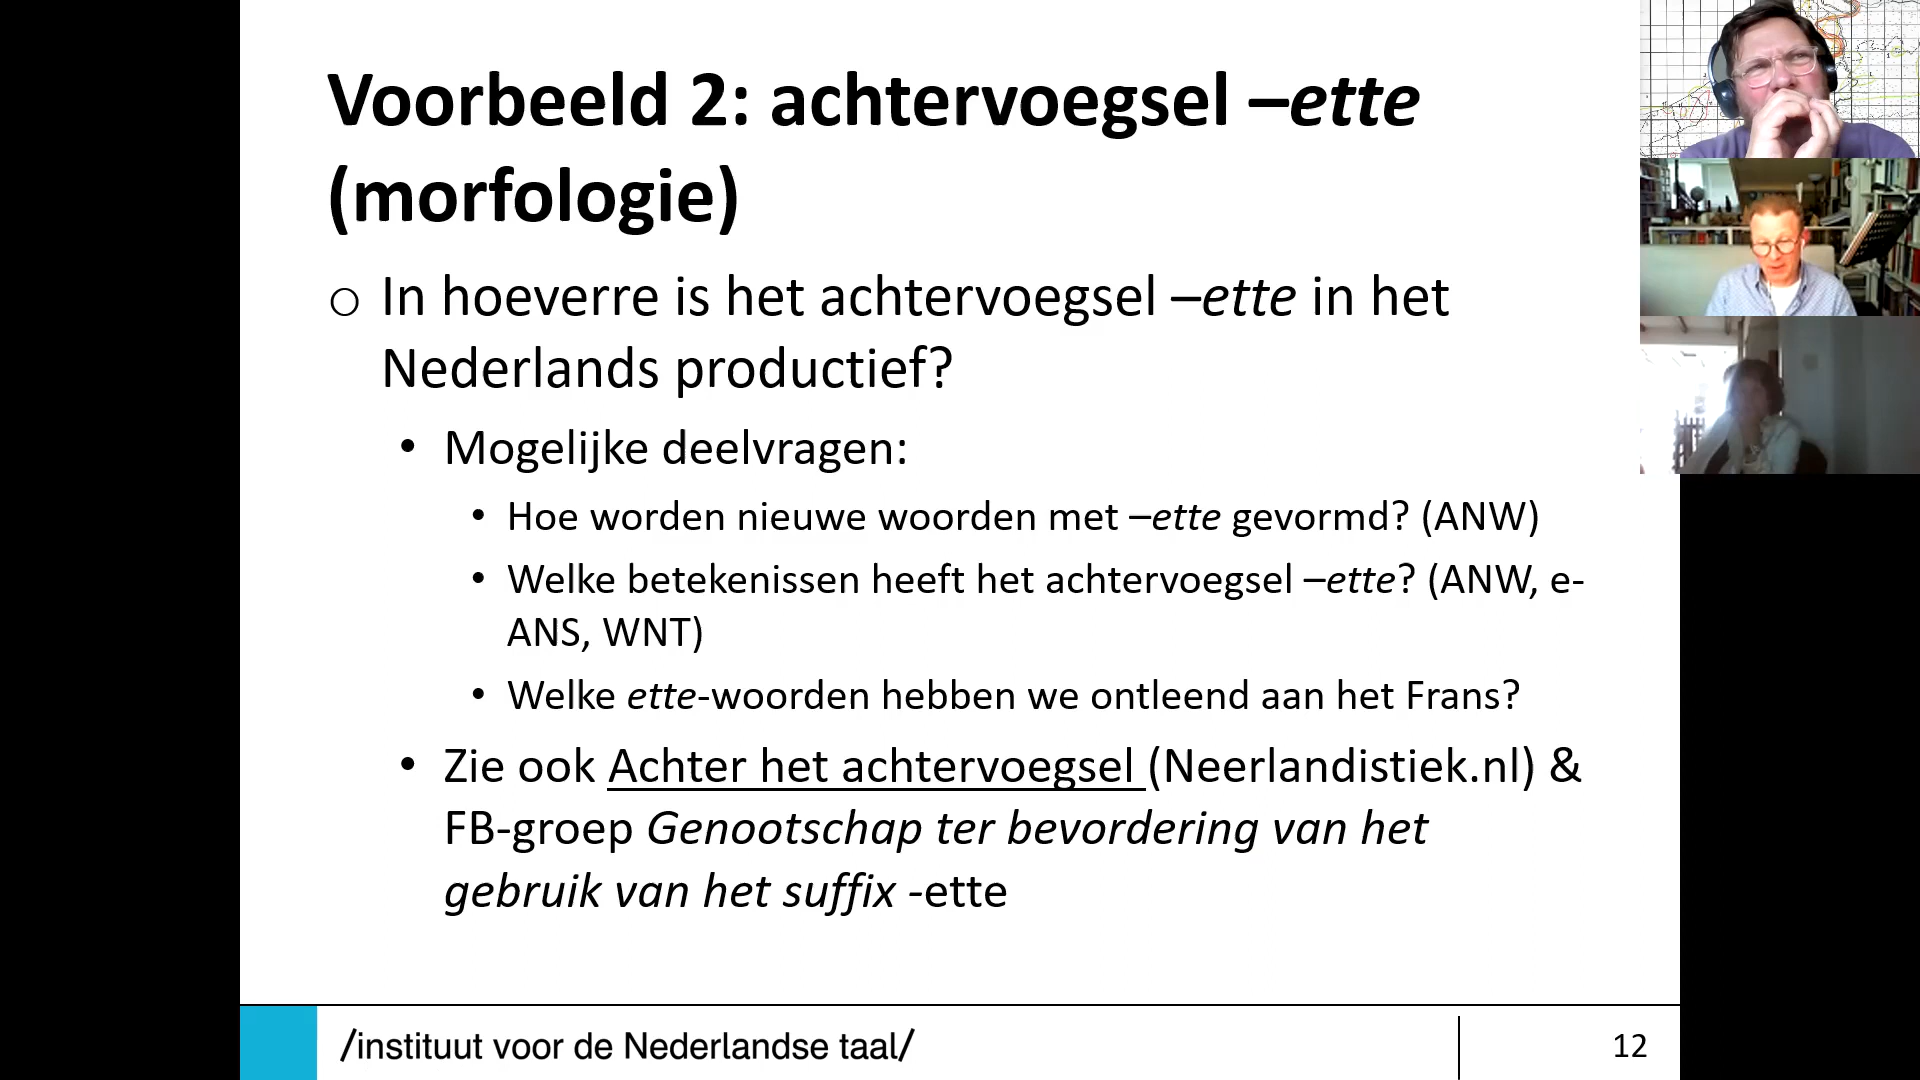 Voorbeeld 2: achtervoegsel –ette
(morfologie)
○ In hoeverre is het achtervoegsel –ette in het
Nederlands productief?
• Mogelijke deelvragen:
• Hoe worden nieuwe woorden met –ette gevormd? (ANW)
• Welke betekenissen heeft het achtervoegsel –ette? (ANW, e-
ANS, WNT)
• Welke ette-woorden hebben we ontleend aan het Frans?
• Zie ook Achter het achtervoegsel (Neerlandistiek.nl) &
FB-groep Genootschap ter bevordering van het
gebruik van het suffix -ette
/instituut voor de Nederlandse taal/
12